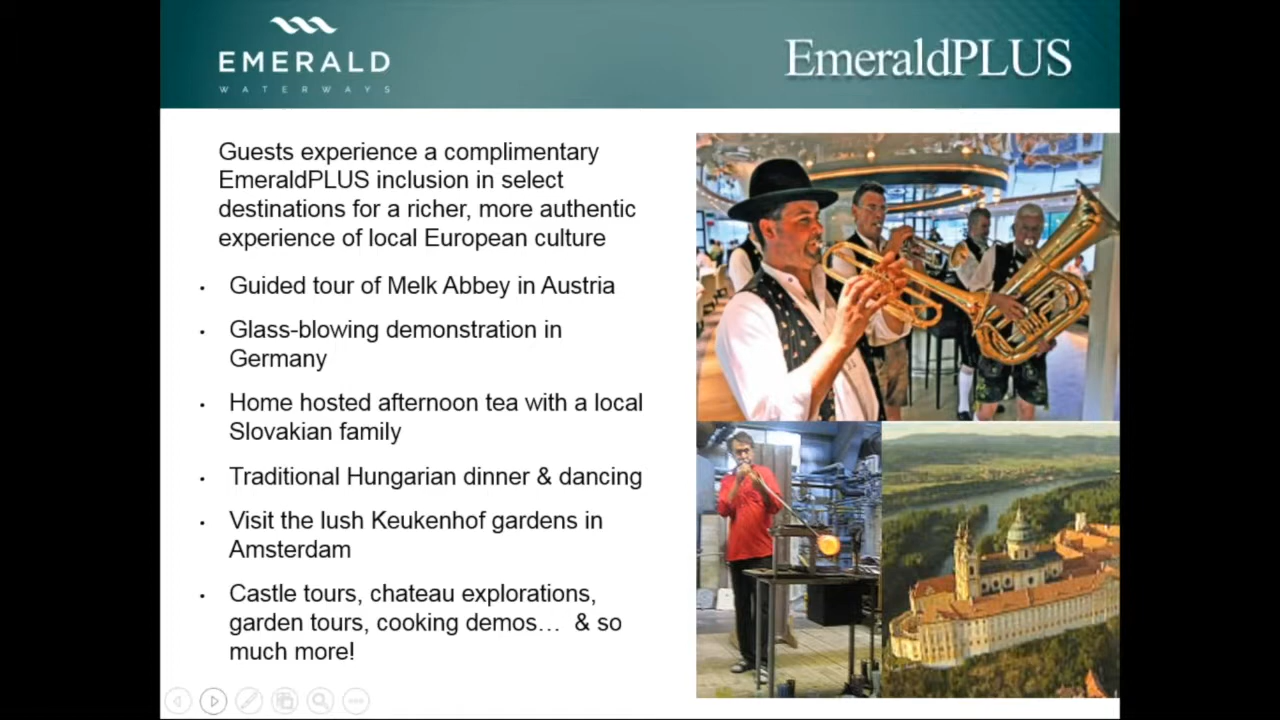 EMERALD
WATERWAYS
EmeraldPLUS
Guests experience a complimentary
EmeraldPLUS inclusion in select
destinations for a richer, more authentic
experience of local European culture
• Guided tour of Melk Abbey in Austria
• Glass-blowing demonstration in
Germany
• Home hosted afternoon tea with a local
Slovakian family
• Traditional Hungarian dinner & dancing
• Visit the lush Keukenhof gardens in
Amsterdam
• Castle tours, chateau explorations,
garden tours, cooking demos… & so
much more!